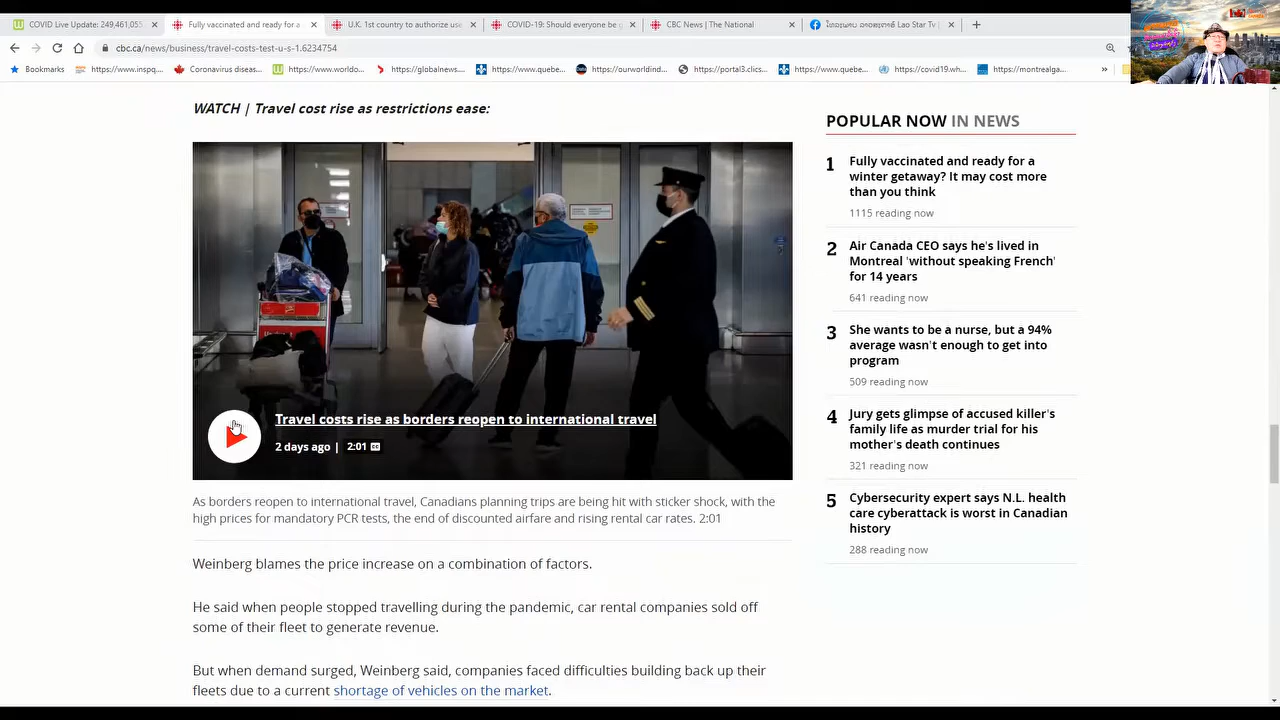 COVID Live Update: 249,461,055
Fully vaccinated and ready for a
U.K. 1st country to authorize use
COVID-19: Should everyone be
CBC News | The National
Lao Star Tv
cbc.ca/news/business/travel-costs-test-u-s-1.6234754
Bookmarks
https://www.inspq...
Coronavirus diseas...
https://www.worldo...
https://globalnews....
https://www.quebe...
https://ourworldind...
https://portal3.clics...
https://www.quebe...
https://covid19.wh...
https://montrealga...
WATCH | Travel cost rise as restrictions ease:
Travel costs rise as borders reopen to international travel
2 days ago | 2:01 CC
As borders reopen to international travel, Canadians planning trips are being hit with sticker shock, with the
high prices for mandatory PCR tests, the end of discounted airfare and rising rental car rates. 2:01
Weinberg blames the price increase on a combination of factors.
He said when people stopped travelling during the pandemic, car rental companies sold off
some of their fleet to generate revenue.
But when demand surged, Weinberg said, companies faced difficulties building back up their
fleets due to a current shortage of vehicles on the market.
POPULAR NOW IN NEWS
1
Fully vaccinated and ready for a
winter getaway? It may cost more
than you think
1115 reading now
2
Air Canada CEO says he's lived in
Montreal 'without speaking French'
for 14 years
641 reading now
3
She wants to be a nurse, but a 94%
average wasn't enough to get into
program
509 reading now
4
Jury gets glimpse of accused killer's
family life as murder trial for his
mother's death continues
321 reading now
5
Cybersecurity expert says N.L. health
care cyberattack is worst in Canadian
history
288 reading now